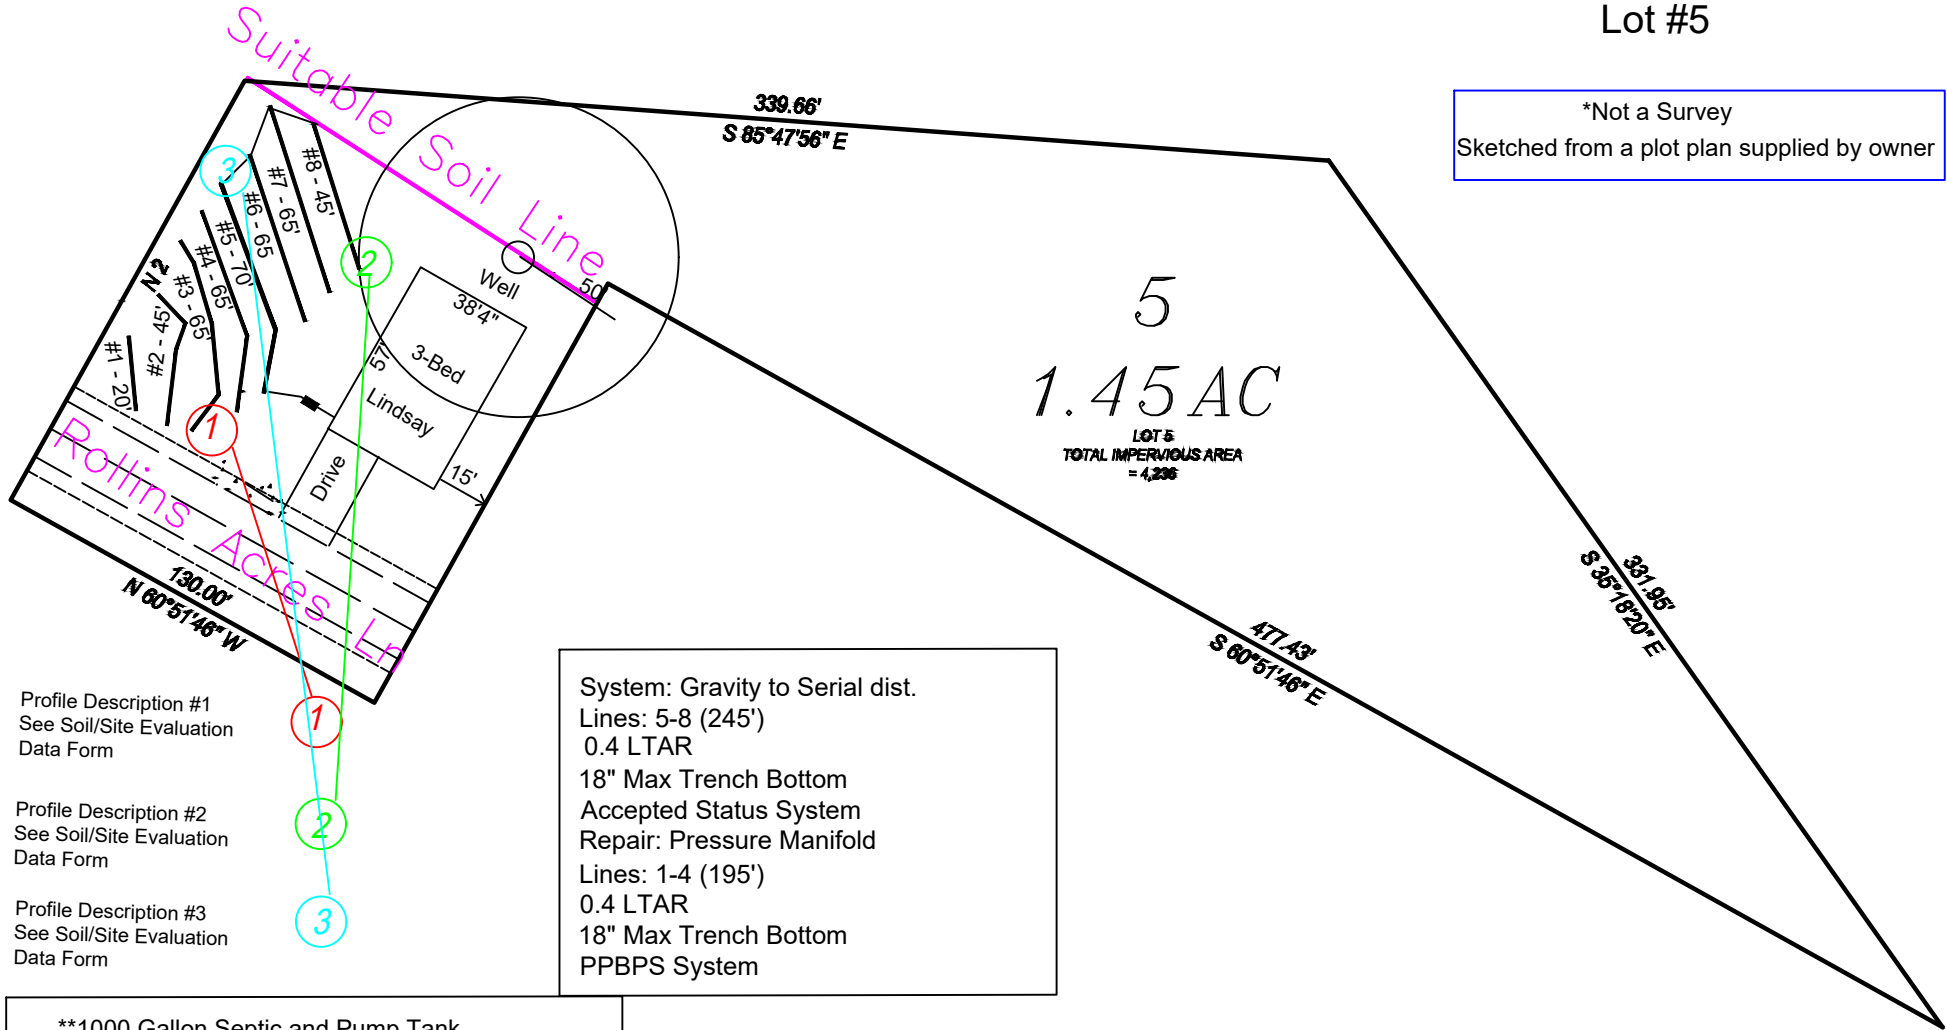 Lot #5
*Not a Survey
Sketched from a plot plan supplied by owner
Suitable Soil Line
339.66'
S 85°47'56" E
#8 - 45'
#7 - 65'
#6 - 65
#5 - 70'
#4 - 65'
#3 - 65'
#2 - 45'
#1 - 20'
N 2
3
2
1
Well
50
38'4"
57'
3-Bed
Lindsay
15'
Drive
Rollins Acres Ln
130.00'
N 60°51'46" W
5
1.45 AC
LOT 5
TOTAL IMPERVIOUS AREA
= 4,236
331.95'
S 35°18'20" E
477.43'
S 60°51'46" E
Profile Description #1
See Soil/Site Evaluation
Data Form
1
Profile Description #2
See Soil/Site Evaluation
Data Form
2
Profile Description #3
See Soil/Site Evaluation
Data Form
3
System: Gravity to Serial dist.
Lines: 5-8 (245')
0.4 LTAR
18" Max Trench Bottom
Accepted Status System
Repair: Pressure Manifold
Lines: 1-4 (195')
0.4 LTAR
18" Max Trench Bottom
PPBPS System
**1000 Gallon Septic and Pump Tank